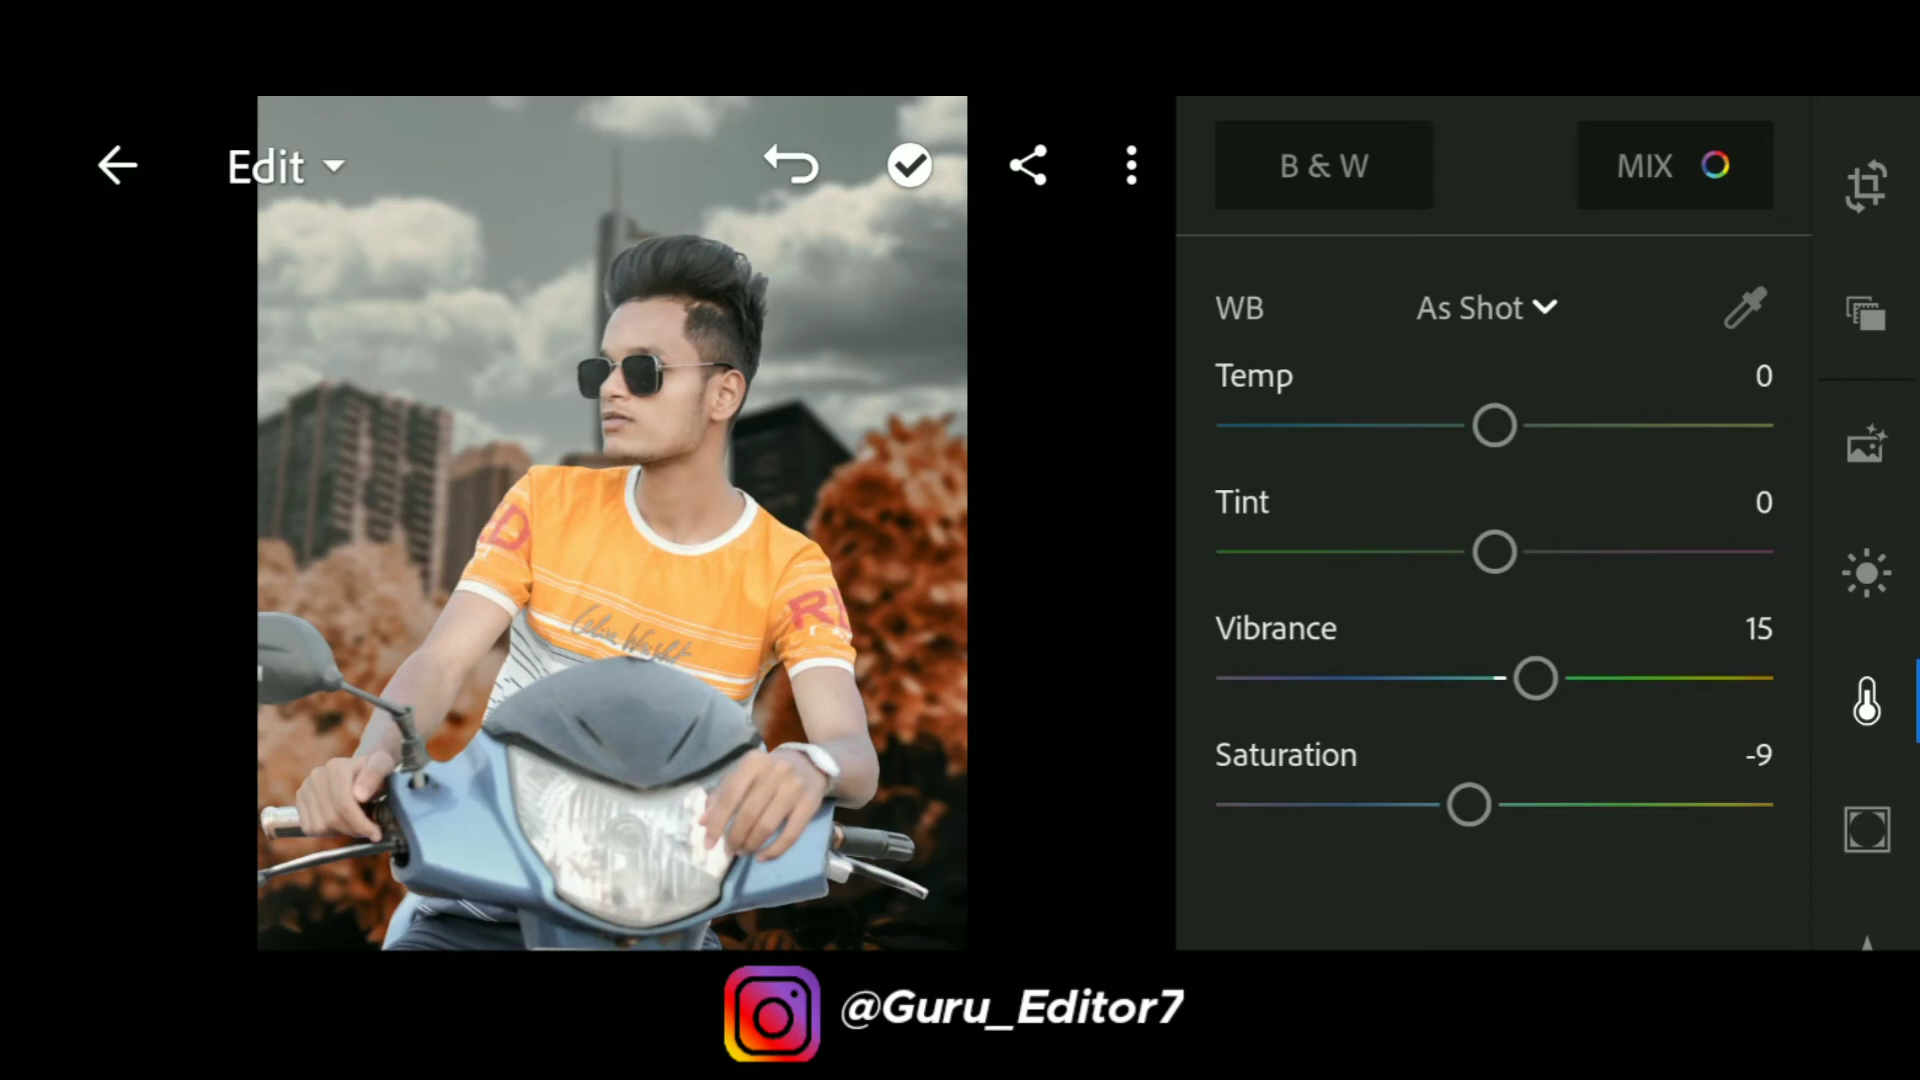 Edit
B & W
MIX
WB
As Shot
Temp
0
Tint
0
Vibrance
15
Saturation
-9
@Guru_Editor7